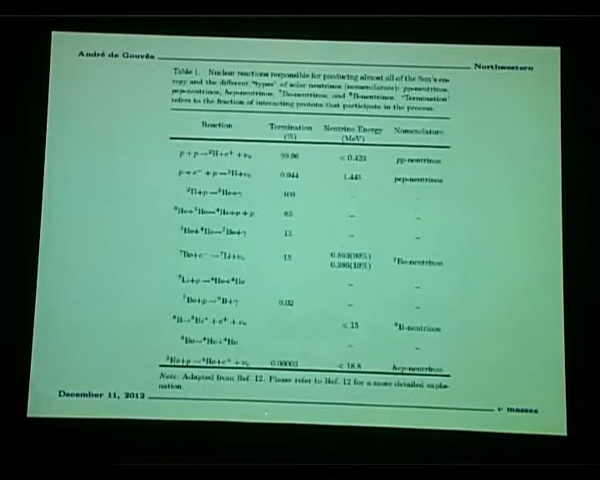 André de Gouvêa Northwestern
Table 1. Nuclear reactions responsible for producing almost all of the Sun's en-
ergy and the different "types" of solar neutrinos (nomenclature): pp-neutrinos,
pep-neutrinos, hep-neutrinos, ⁷Be-neutrinos, and ⁸B-neutrinos. 'Termination'
refers to the fraction of interacting protons that participate in the process.
Reaction Termination Neutrino Energy Nomenclature
(%) (MeV)
p + p → ²H + e⁺ + νₑ 99.96 < 0.423 pp-neutrinos
p + e⁻ + p → ²H + νₑ 0.044 1.445 pep-neutrinos
²H + p → ³He + γ 100 – –
³He + ³He → ⁴He + p + p 85 – –
³He + ⁴He → ⁷Be + γ 15 – –
⁷Be + e⁻ → ⁷Li + νₑ 15 0.863(90%) ⁷Be-neutrinos
0.386(10%)
⁷Li + p → ⁴He + ⁴He – –
⁷Be + p → ⁸B + γ 0.02 – –
⁸B → ⁸Be* + e⁺ + νₑ < 15 ⁸B-neutrinos
⁸Be → ⁴He + ⁴He – –
³He + p → ⁴He + e⁺ + νₑ 0.00003 < 18.8 hep-neutrinos
Note: Adapted from Ref. 12. Please refer to Ref. 12 for a more detailed expla-
nation.
December 11, 2012 ν masses